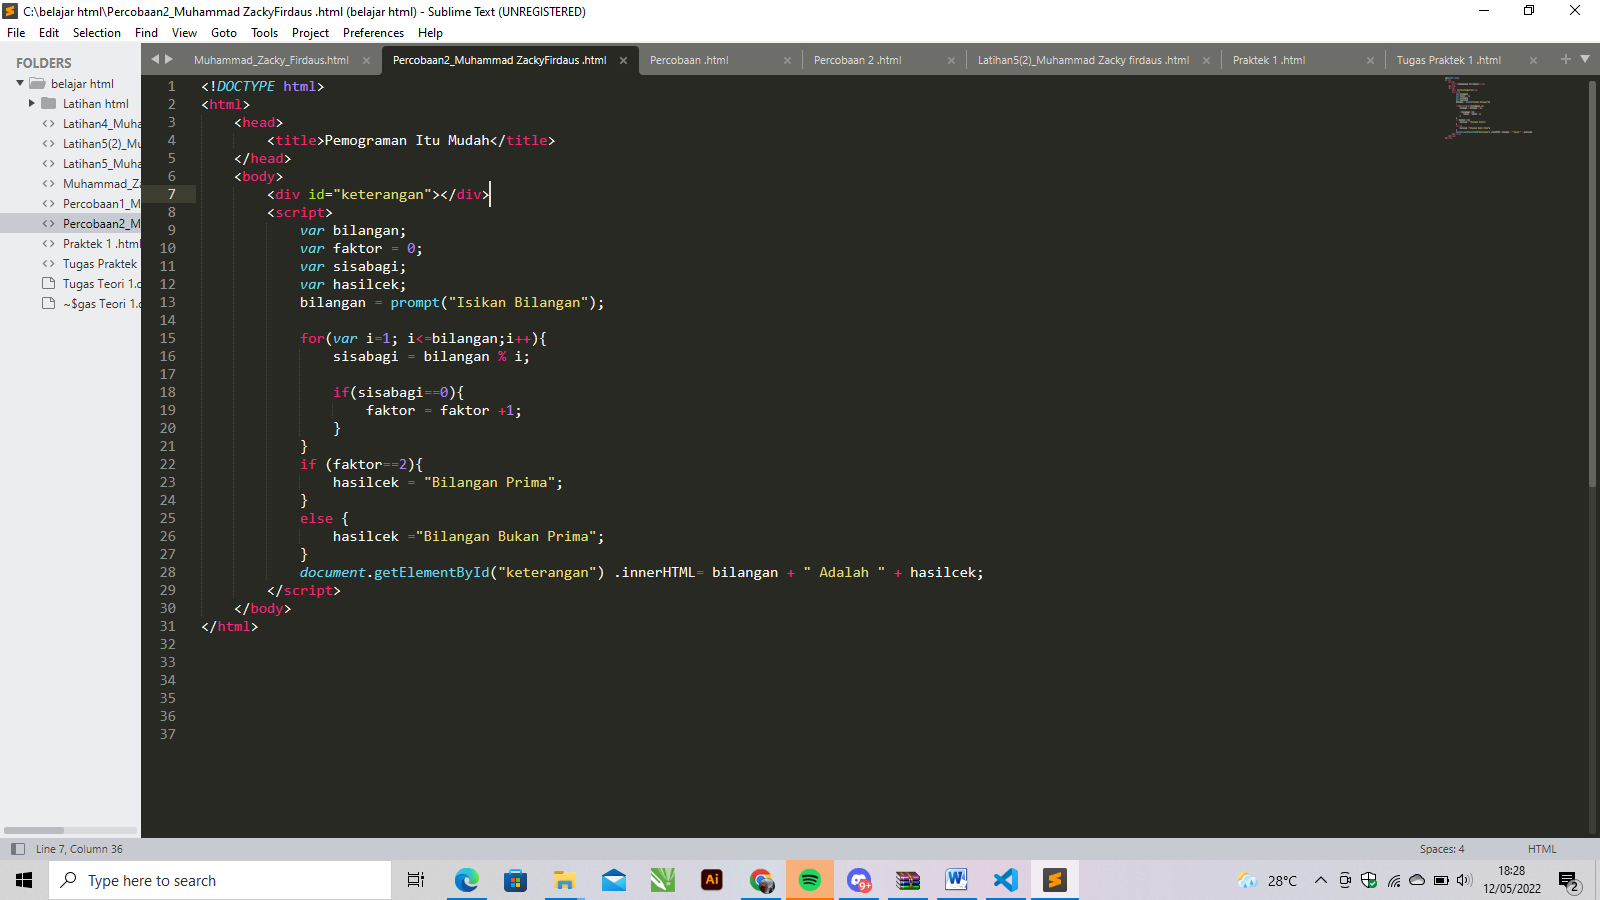 C:\belajar html\Percobaan2_Muhammad ZackyFirdaus .html (belajar html) - Sublime Text (UNREGISTERED)
File Edit Selection Find View Goto Tools Project Preferences Help
FOLDERS
belajar html
Latihan html
Latihan4_Muha
Latihan5(2)_Mu
Latihan5_Muha
Muhammad_Za
Percobaan1_M
Percobaan2_M
Praktek 1 .html
Tugas Praktek
Tugas Teori 1.d
~$gas Teori 1.d
Muhammad_Zacky_Firdaus.html Percobaan2_Muhammad ZackyFirdaus .html Percobaan .html Percobaan 2 .html Latihan5(2)_Muhammad Zacky firdaus .html Praktek 1 .html Tugas Praktek 1 .html
1 <!DOCTYPE html>
2 <html>
3 <head>
4 <title>Pemograman Itu Mudah</title>
5 </head>
6 <body>
7 <div id="keterangan"></div>
8 <script>
9 var bilangan;
10 var faktor = 0;
11 var sisabagi;
12 var hasilcek;
13 bilangan = prompt("Isikan Bilangan");
14
15 for(var i=1; i<=bilangan;i++){
16 sisabagi = bilangan % i;
17
18 if(sisabagi==0){
19 faktor = faktor +1;
20 }
21 }
22 if (faktor==2){
23 hasilcek = "Bilangan Prima";
24 }
25 else {
26 hasilcek ="Bilangan Bukan Prima";
27 }
28 document.getElementById("keterangan") .innerHTML= bilangan + " Adalah " + hasilcek;
29 </script>
30 </body>
31 </html>
32
33
34
35
36
37
Line 7, Column 36 Spaces: 4 HTML
Type here to search
Ai
9+
28°C
18:28
12/05/2022
2